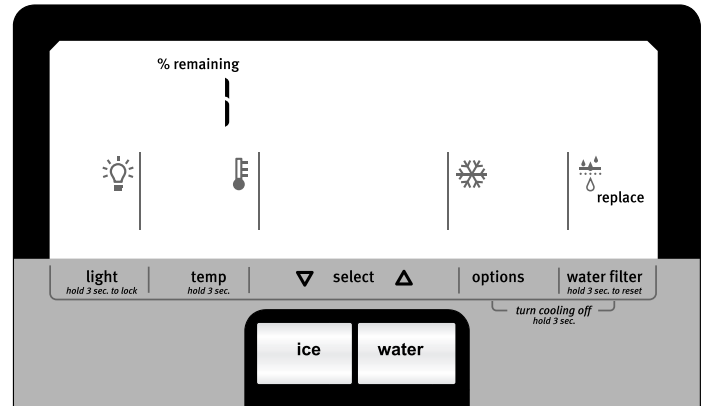 % remaining
1
replace
light temp select options water filter
hold 3 sec. to lock hold 3 sec. hold 3 sec. to reset
turn cooling off
hold 3 sec.
ice water